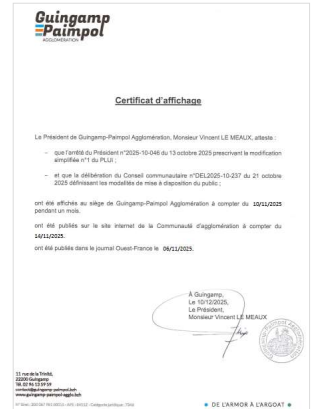 Guingamp
Paimpol
AGGLOMÉRATION
Certificat d'affichage
Le Président de Guingamp-Paimpol Agglomération, Monsieur Vincent LE MEAUX, atteste :
- que l'arrêté du Président n°2025-10-046 du 13 octobre 2025 prescrivant la modification
simplifiée n°1 du PLUi ;
- et que la délibération du Conseil communautaire n°DEL2025-10-237 du 21 octobre
2025 définissant les modalités de mise à disposition du public ;
ont été affichés au siège de Guingamp-Paimpol Agglomération à compter du 10/11/2025
pendant un mois.
ont été publiés sur le site internet de la Communauté d'agglomération à compter du
14/11/2025.
ont été publiés dans le journal Ouest-France le 06/11/2025.
À Guingamp,
Le 10/12/2025,
Le Président,
Monsieur Vincent LE MEAUX
11 rue de la Trinité,
22200 Guingamp
Tél. 02 96 13 59 59
contact@guingamp-paimpol.bzh
www.guingamp-paimpol-agglo.bzh
DE L'ARMOR À L'ARGOAT